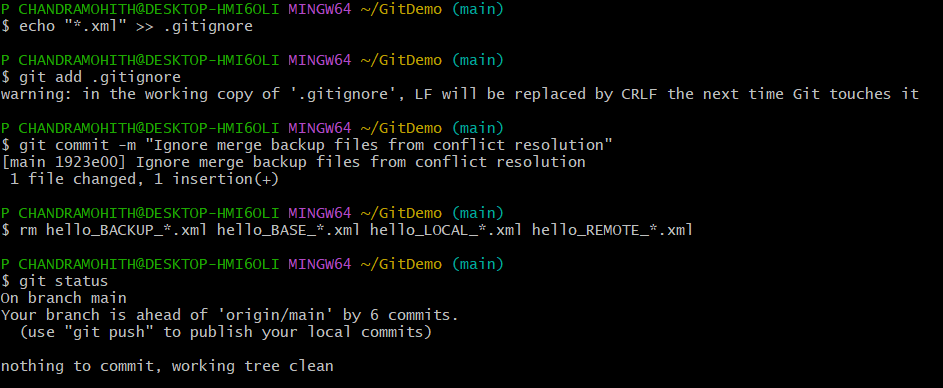 P CHANDRAMOHITH@DESKTOP-HMI6OLI MINGW64 ~/GitDemo (main)
$ echo "*.xml" >> .gitignore
P CHANDRAMOHITH@DESKTOP-HMI6OLI MINGW64 ~/GitDemo (main)
$ git add .gitignore
warning: in the working copy of '.gitignore', LF will be replaced by CRLF the next time Git touches it
P CHANDRAMOHITH@DESKTOP-HMI6OLI MINGW64 ~/GitDemo (main)
$ git commit -m "Ignore merge backup files from conflict resolution"
[main 1923e00] Ignore merge backup files from conflict resolution
 1 file changed, 1 insertion(+)
P CHANDRAMOHITH@DESKTOP-HMI6OLI MINGW64 ~/GitDemo (main)
$ rm hello_BACKUP_*.xml hello_BASE_*.xml hello_LOCAL_*.xml hello_REMOTE_*.xml
P CHANDRAMOHITH@DESKTOP-HMI6OLI MINGW64 ~/GitDemo (main)
$ git status
On branch main
Your branch is ahead of 'origin/main' by 6 commits.
  (use "git push" to publish your local commits)
nothing to commit, working tree clean